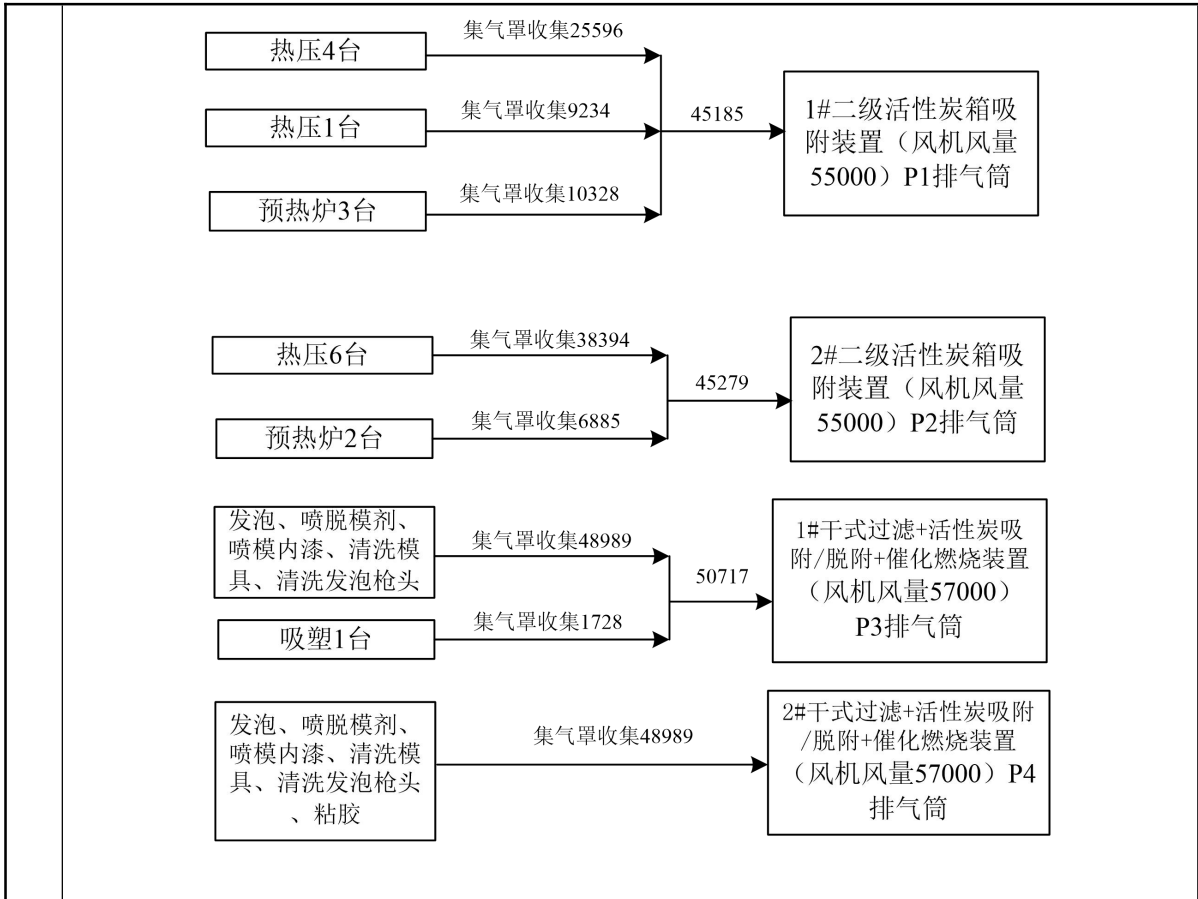 集气罩收集25596
热压4台
集气罩收集9234
热压1台
45185
1#二级活性炭箱吸
附装置（风机风量
55000）P1排气筒
集气罩收集10328
预热炉3台
集气罩收集38394
热压6台
45279
2#二级活性炭箱吸
附装置（风机风量
55000）P2排气筒
集气罩收集6885
预热炉2台
发泡、喷脱模剂、
喷模内漆、清洗模
具、清洗发泡枪头
集气罩收集48989
50717
1#干式过滤+活性炭吸
附/脱附+催化燃烧装置
（风机风量57000）
P3排气筒
集气罩收集1728
吸塑1台
发泡、喷脱模剂、
喷模内漆、清洗模
具、清洗发泡枪头
、粘胶
集气罩收集48989
2#干式过滤+活性炭吸附
/脱附+催化燃烧装置
（风机风量57000）P4
排气筒